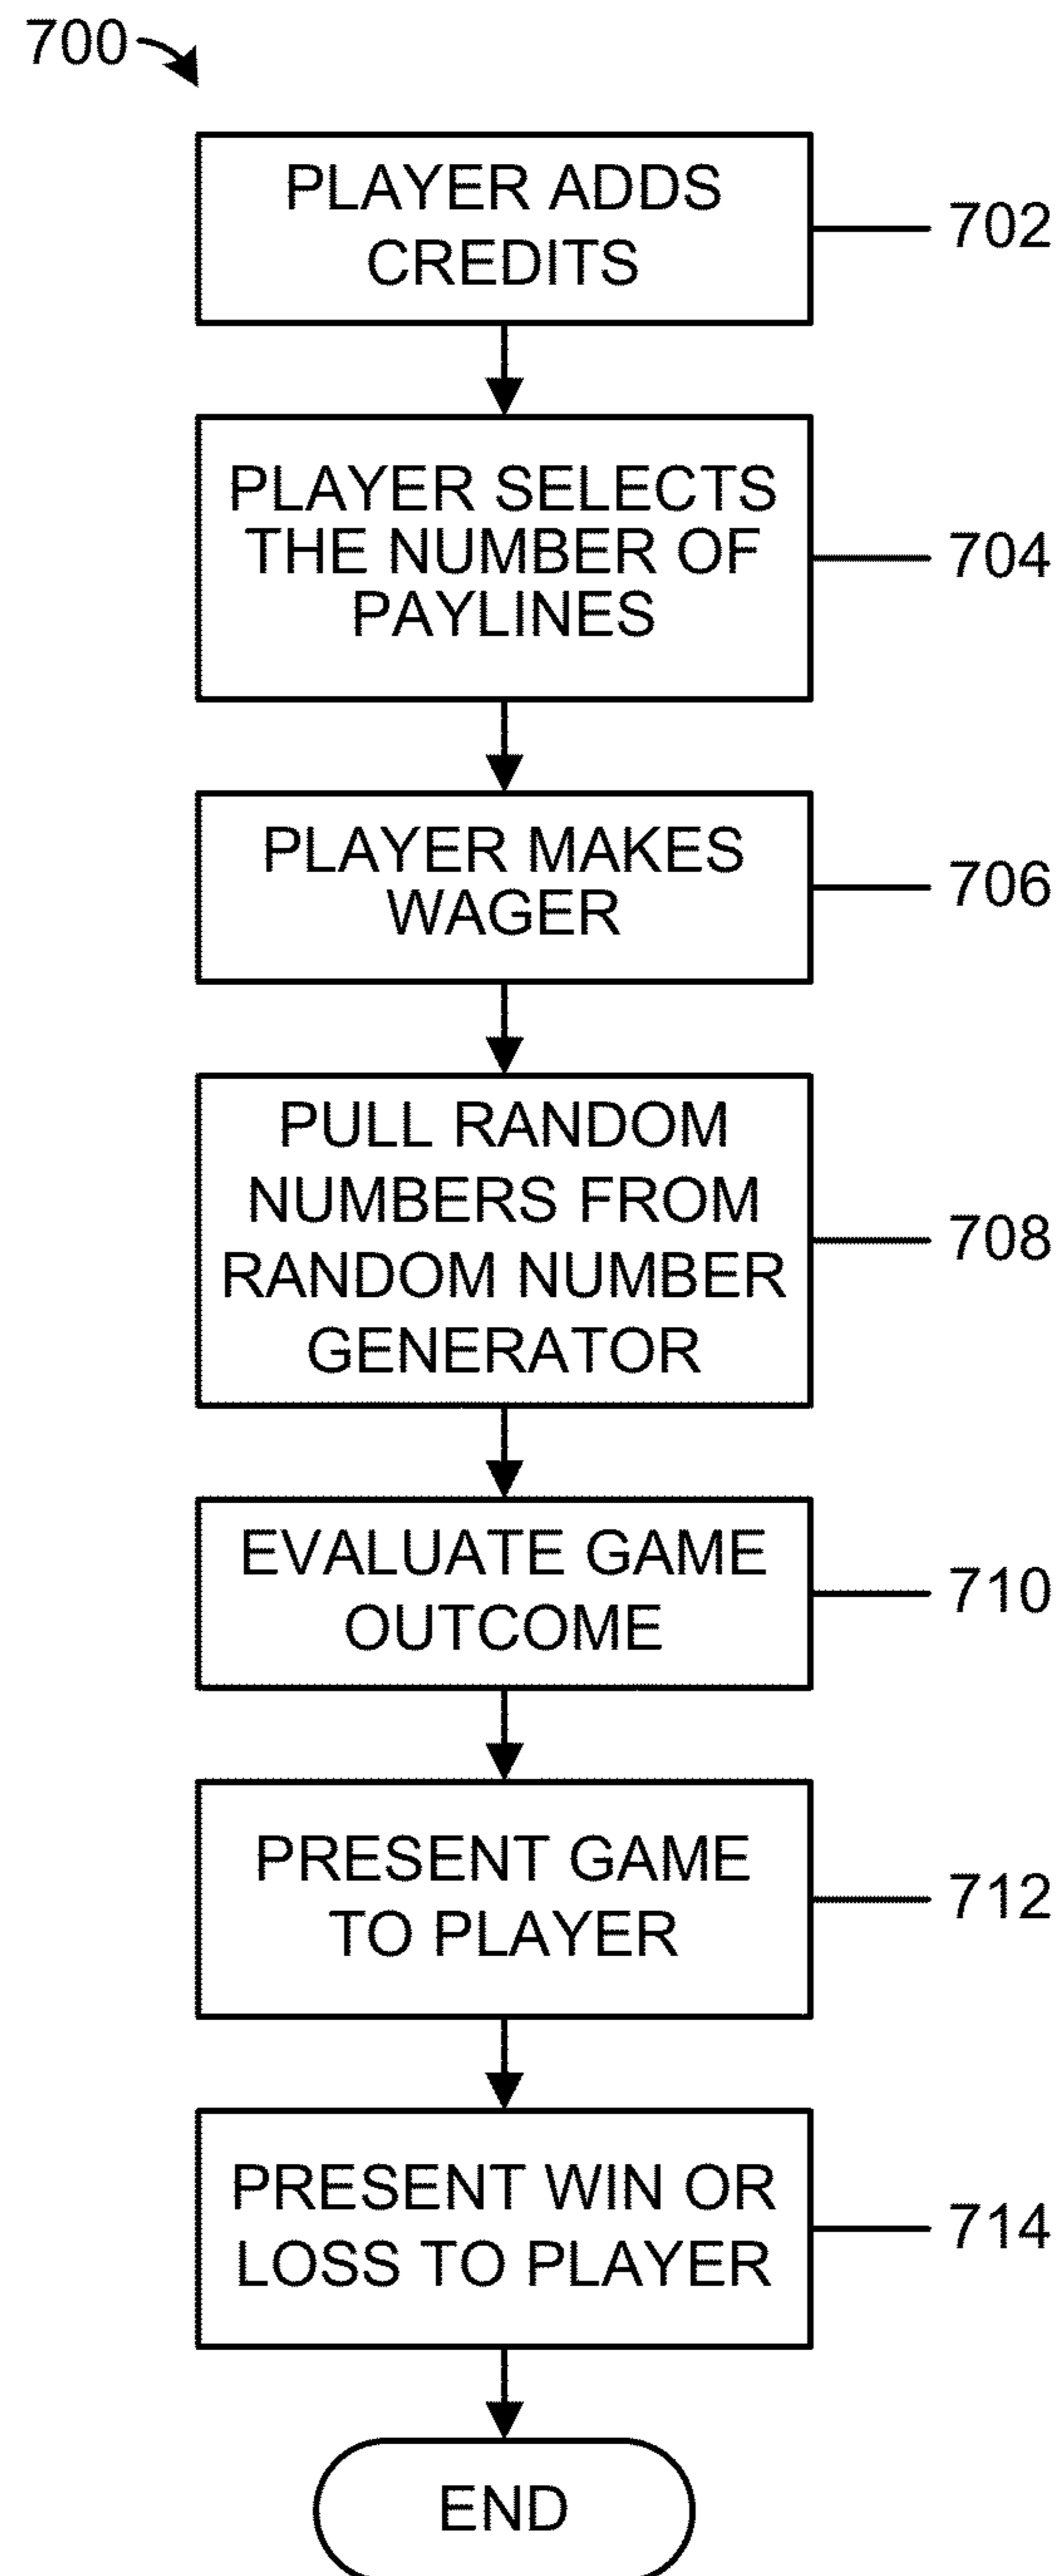 700
PLAYER ADDS
CREDITS
702
PLAYER SELECTS
THE NUMBER OF
PAYLINES
704
PLAYER MAKES
WAGER
706
PULL RANDOM
NUMBERS FROM
RANDOM NUMBER
GENERATOR
708
EVALUATE GAME
OUTCOME
710
PRESENT GAME
TO PLAYER
712
PRESENT WIN OR
LOSS TO PLAYER
714
END